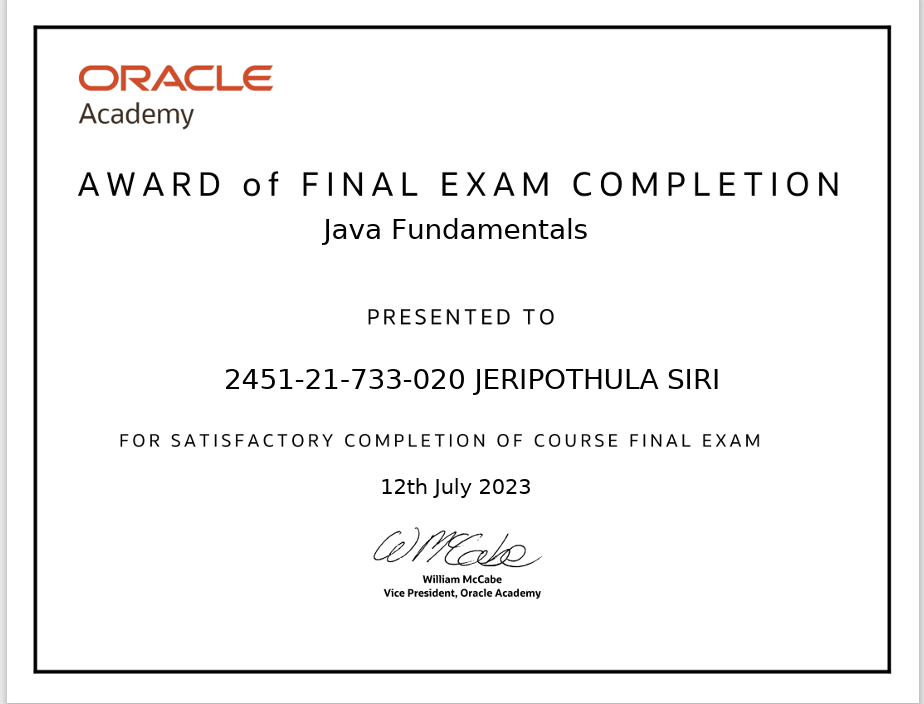 ORACLE
Academy
AWARD of FINAL EXAM COMPLETION
Java Fundamentals
PRESENTED TO
2451-21-733-020 JERIPOTHULA SIRI
FOR SATISFACTORY COMPLETION OF COURSE FINAL EXAM
12th July 2023
WMcCabe
William McCabe
Vice President, Oracle Academy